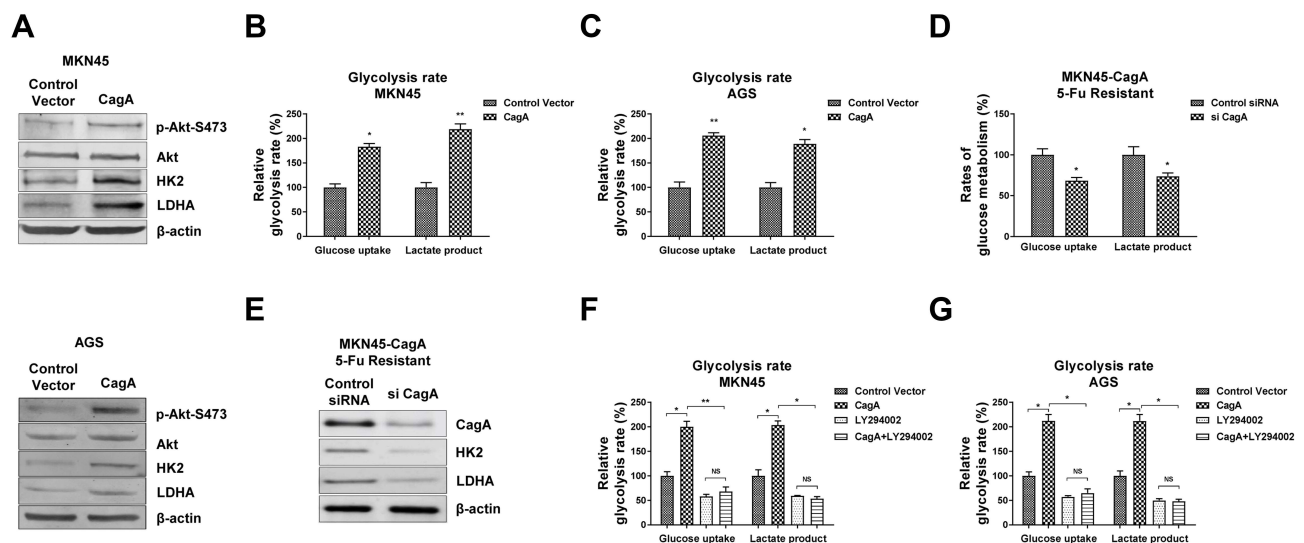 A
MKN45
Control
Vector
CagA
p-Akt-S473
Akt
HK2
LDHA
β-actin
AGS
Control
Vector
CagA
p-Akt-S473
Akt
HK2
LDHA
β-actin
B
Glycolysis rate
MKN45
Control Vector
CagA
Relative
glycolysis rate (%)
250
200
150
100
50
0
*
**
Glucose uptake
Lactate product
C
Glycolysis rate
AGS
Control Vector
CagA
Relative
glycolysis rate (%)
250
200
150
100
50
0
**
*
Glucose uptake
Lactate product
D
MKN45-CagA
5-Fu Resistant
Control siRNA
si CagA
Rates of
glucose metabolism (%)
150
100
50
0
*
*
Glucose uptake
Lactate product
E
MKN45-CagA
5-Fu Resistant
Control
siRNA
si CagA
CagA
HK2
LDHA
β-actin
F
Glycolysis rate
MKN45
Control Vector
CagA
LY294002
CagA+LY294002
Relative
glycolysis rate (%)
250
200
150
100
50
0
*
**
NS
*
*
NS
Glucose uptake
Lactate product
G
Glycolysis rate
AGS
Control Vector
CagA
LY294002
CagA+LY294002
Relative
glycolysis rate (%)
250
200
150
100
50
0
*
*
NS
*
*
NS
Glucose uptake
Lactate product